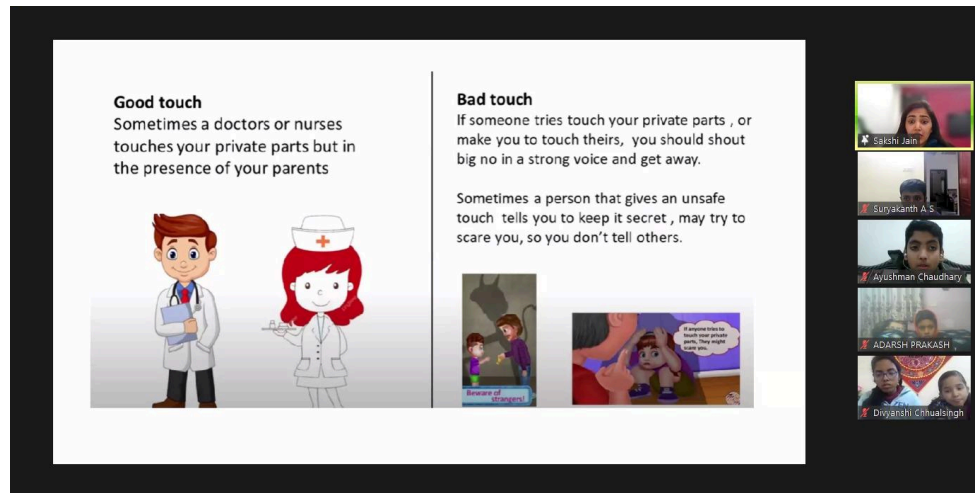 Good touch
Sometimes a doctors or nurses
touches your private parts but in
the presence of your parents
Bad touch
If someone tries touch your private parts , or
make you to touch theirs, you should shout
big no in a strong voice and get away.
Sometimes a person that gives an unsafe
touch tells you to keep it secret , may try to
scare you, so you don't tell others.
Beware of
strangers!
If anyone tries to
touch your private
parts, They might
scare you.
Sakshi Jain
Suryakanth A S
Ayushman Chaudhary
ADARSH PRAKASH
Divyanshi Chhualsingh